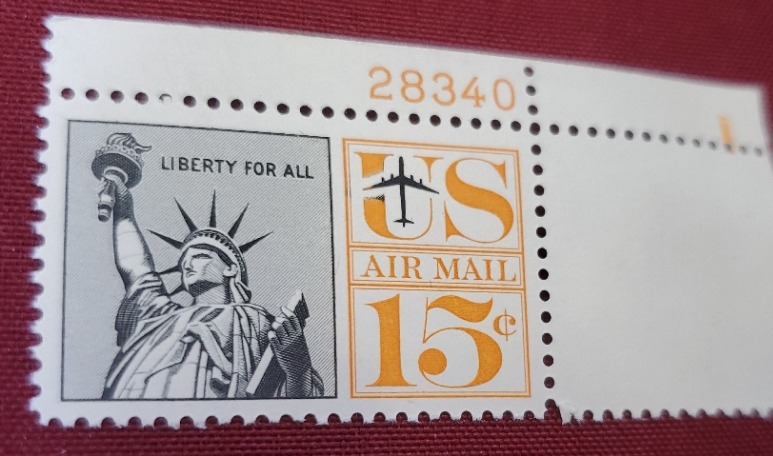 28340
LIBERTY FOR ALL
US
AIR MAIL
15¢